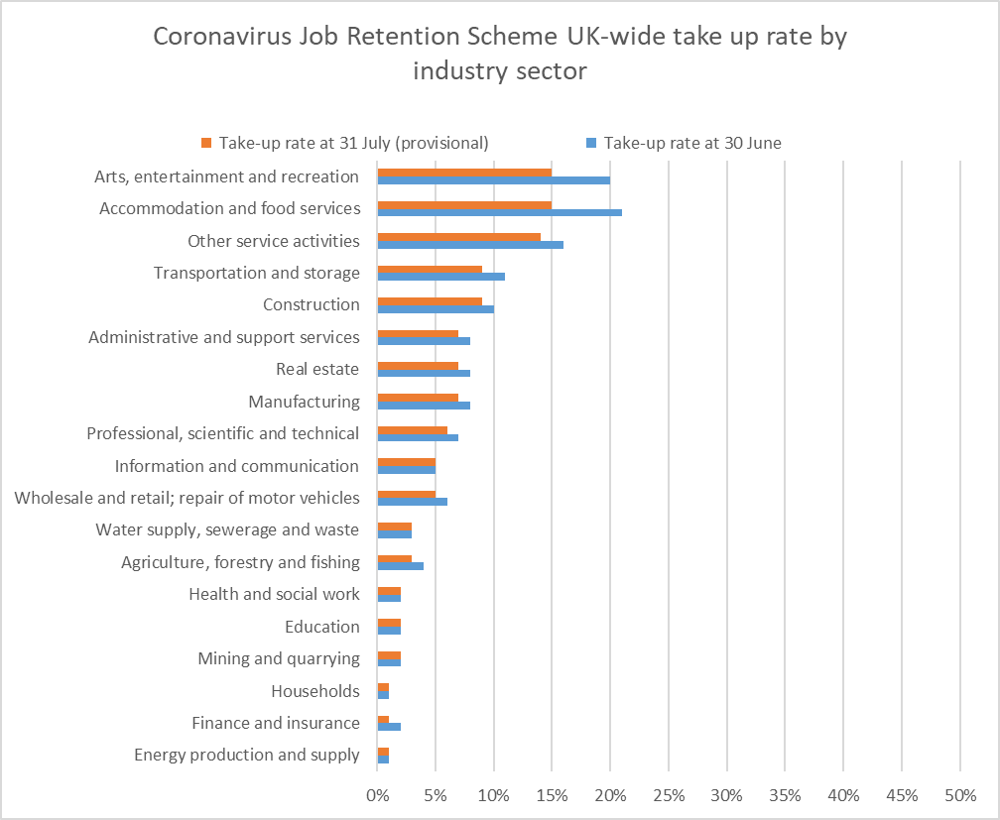 Coronavirus Job Retention Scheme UK-wide take up rate by
industry sector
Take-up rate at 31 July (provisional)
Take-up rate at 30 June
Arts, entertainment and recreation
Accommodation and food services
Other service activities
Transportation and storage
Construction
Administrative and support services
Real estate
Manufacturing
Professional, scientific and technical
Information and communication
Wholesale and retail; repair of motor vehicles
Water supply, sewerage and waste
Agriculture, forestry and fishing
Health and social work
Education
Mining and quarrying
Households
Finance and insurance
Energy production and supply
0% 5% 10% 15% 20% 25% 30% 35% 40% 45% 50%